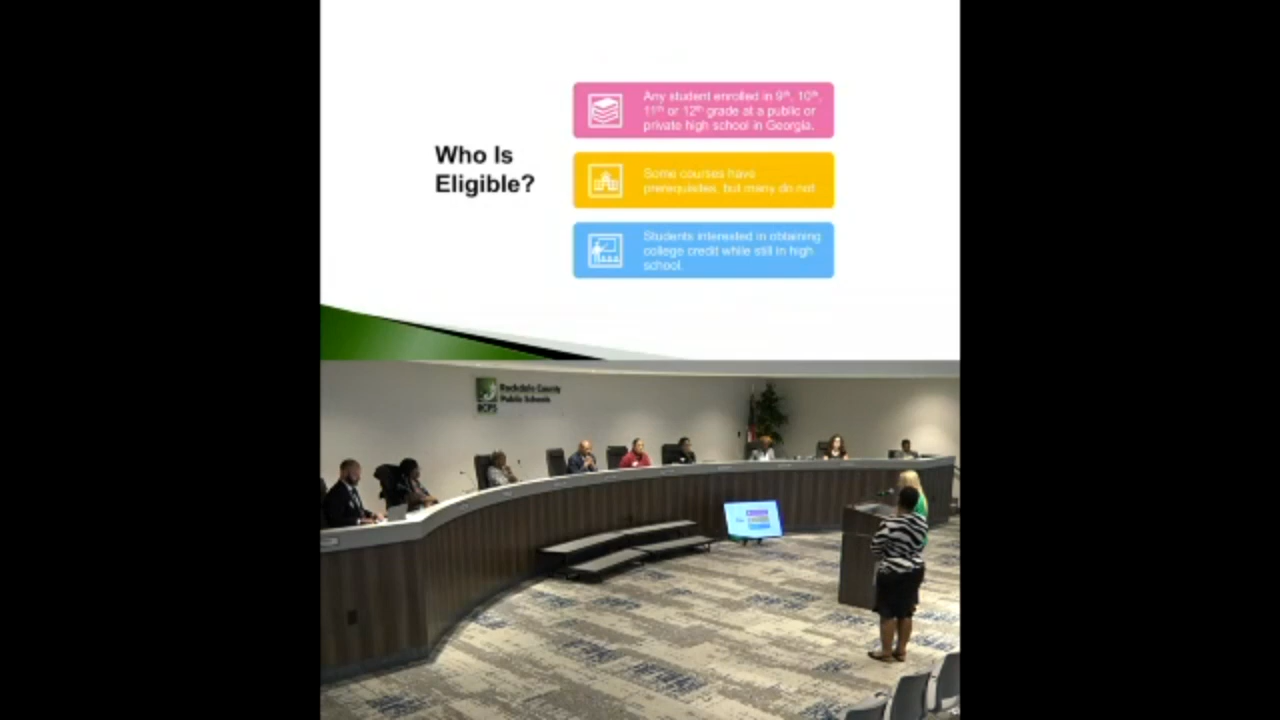 Who Is
Eligible?
Any student enrolled in 9th, 10th,
11th or 12th grade at a public or
private high school in Georgia.
Some courses have
prerequisites, but many do not.
Students interested in obtaining
college credit while still in high
school.
Rockdale County
Public Schools
RCPS